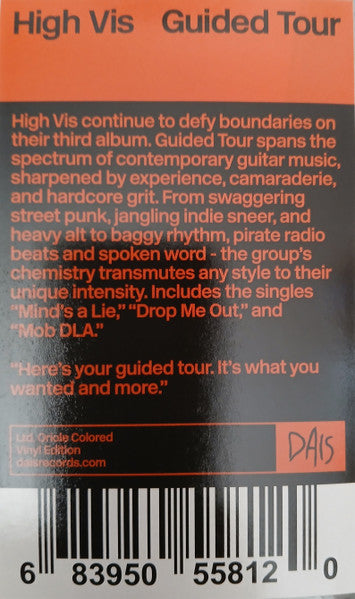 High Vis Guided Tour
High Vis continue to defy boundaries on
their third album. Guided Tour spans the
spectrum of contemporary guitar music,
sharpened by experience, camaraderie,
and hardcore grit. From swaggering
street punk, jangling indie sneer, and
heavy alt to baggy rhythm, pirate radio
beats and spoken word - the group's
chemistry transmutes any style to their
unique intensity. Includes the singles
“Mind's a Lie,” “Drop Me Out,” and
“Mob DLA.”
“Here's your guided tour. It's what you
wanted and more.”
Ltd. Oriole Colored
Vinyl Edition
daisrecords.com
DAIS
6 83950 55812 0